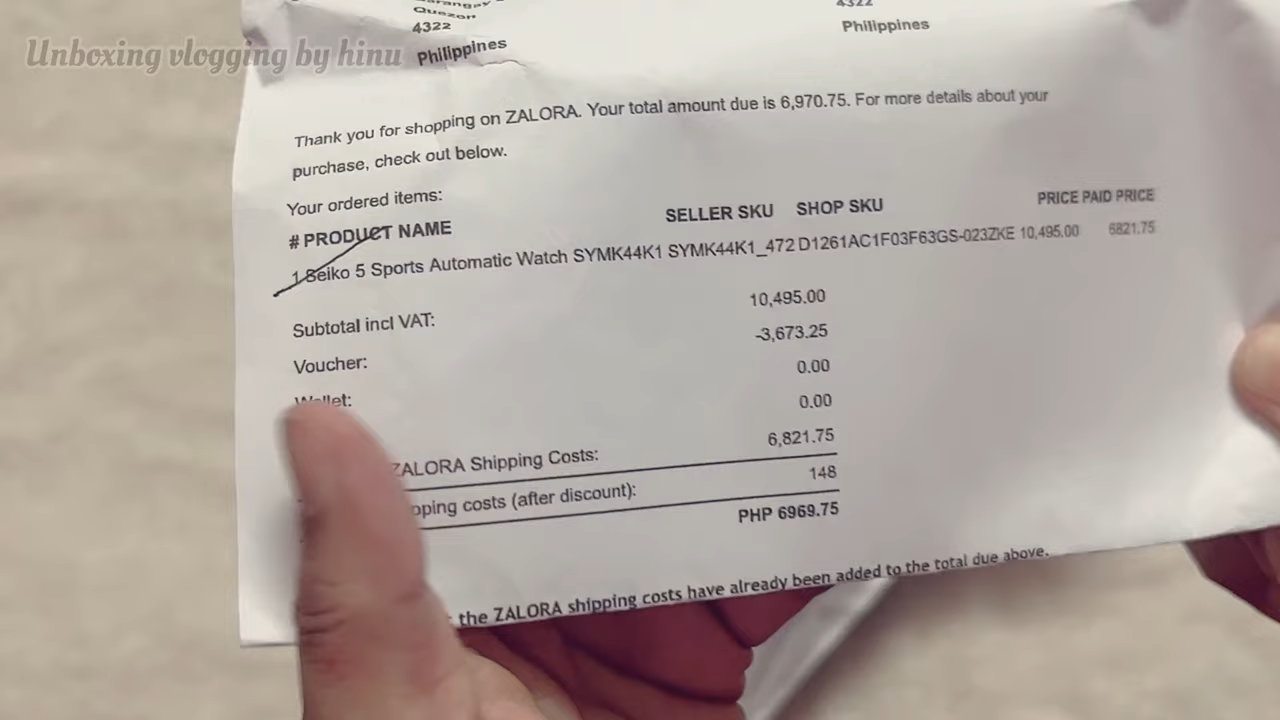 Unboxing vlogging by hinu
Quezon
4322
4322
Philippines
Philippines
Thank you for shopping on ZALORA. Your total amount due is 6,970.75. For more details about your
purchase, check out below.
Your ordered items:
# PRODUCT NAME SELLER SKU SHOP SKU PRICE PAID PRICE
1 Seiko 5 Sports Automatic Watch SYMK44K1 SYMK44K1_472 D1261AC1F03F63GS-023ZKE 10,495.00 6821.75
Subtotal incl VAT: 10,495.00
Voucher: -3,673.25
Wallet: 0.00
0.00
ZALORA Shipping Costs: 6,821.75
costs (after discount): 148
PHP 6969.75
the ZALORA shipping costs have already been added to the total due above.